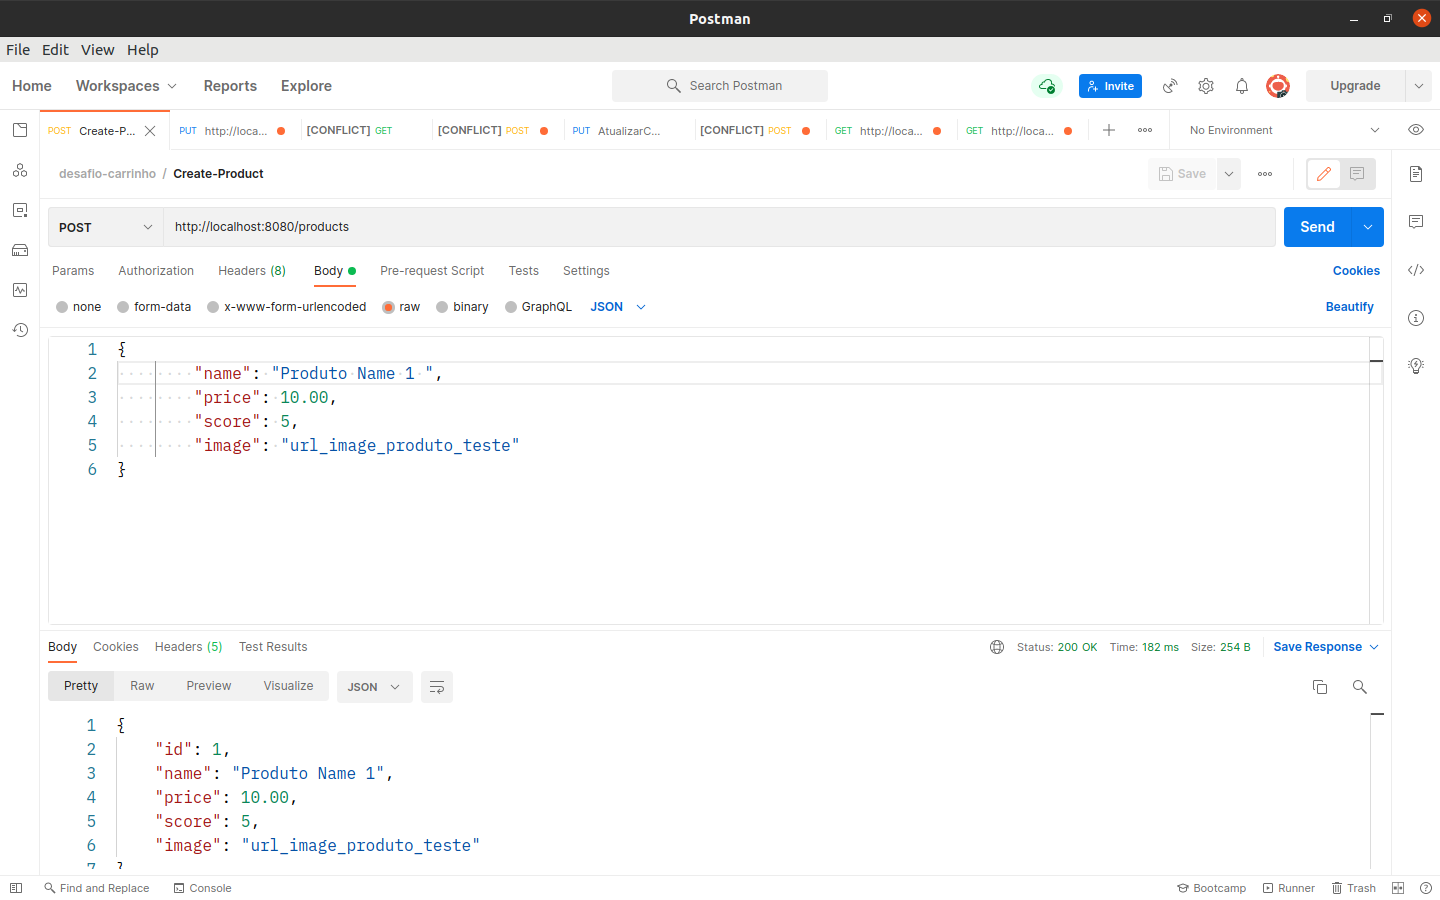 Postman
File Edit View Help
Home Workspaces Reports Explore Search Postman Invite Upgrade
POST Create-P... PUT http://loca... [CONFLICT] GET [CONFLICT] POST PUT AtualizarC... [CONFLICT] POST GET http://loca... GET http://loca... No Environment
desafio-carrinho / Create-Product Save
POST http://localhost:8080/products Send
Params Authorization Headers (8) Body Pre-request Script Tests Settings Cookies
none form-data x-www-form-urlencoded raw binary GraphQL JSON Beautify
1 {
2 "name": "Produto Name 1 ",
3 "price": 10.00,
4 "score": 5,
5 "image": "url_image_produto_teste"
6 }
Body Cookies Headers (5) Test Results Status: 200 OK Time: 182 ms Size: 254 B Save Response
Pretty Raw Preview Visualize JSON
1 {
2 "id": 1,
3 "name": "Produto Name 1",
4 "price": 10.00,
5 "score": 5,
6 "image": "url_image_produto_teste"
7 }
Find and Replace Console Bootcamp Runner Trash